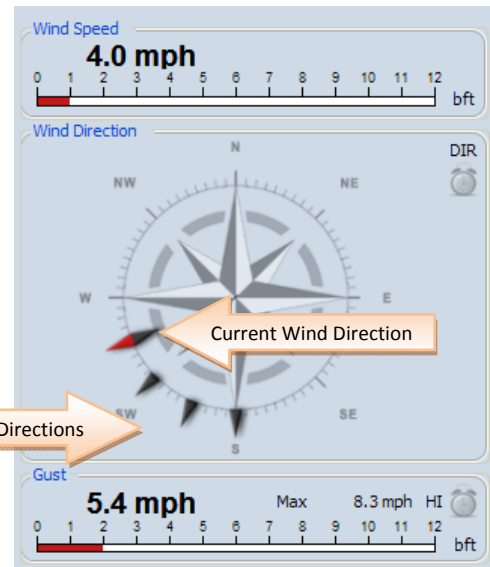 Wind Speed
4.0 mph
0 1 2 3 4 5 6 7 8 9 10 11 12
bft
Wind Direction
N
DIR
NW
NE
W
E
Current Wind Direction
SW
SE
Directions
S
Gust
5.4 mph Max 8.3 mph HI
0 1 2 3 4 5 6 7 8 9 10 11 12
bft